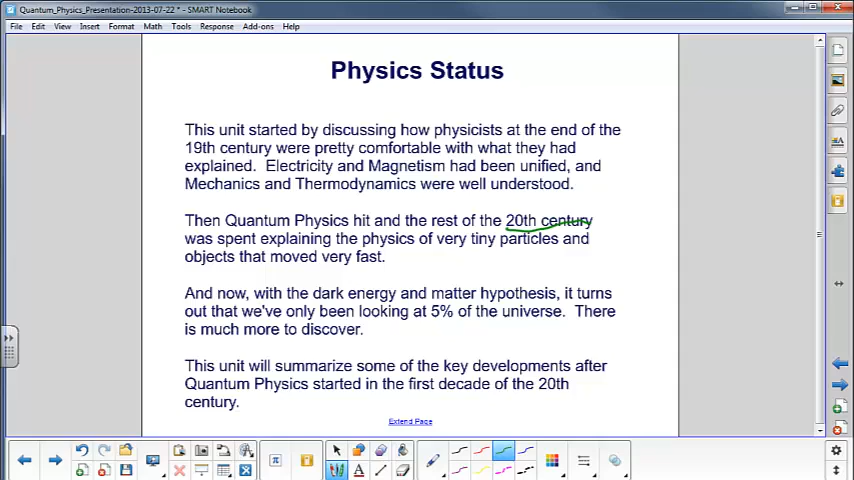 Quantum_Physics_Presentation-2013-07-22 * - SMART Notebook
File Edit View Insert Format Math Tools Response Add-ons Help
Physics Status
This unit started by discussing how physicists at the end of the
19th century were pretty comfortable with what they had
explained. Electricity and Magnetism had been unified, and
Mechanics and Thermodynamics were well understood.
Then Quantum Physics hit and the rest of the 20th century
was spent explaining the physics of very tiny particles and
objects that moved very fast.
And now, with the dark energy and matter hypothesis, it turns
out that we've only been looking at 5% of the universe. There
is much more to discover.
This unit will summarize some of the key developments after
Quantum Physics started in the first decade of the 20th
century.
Extend Page